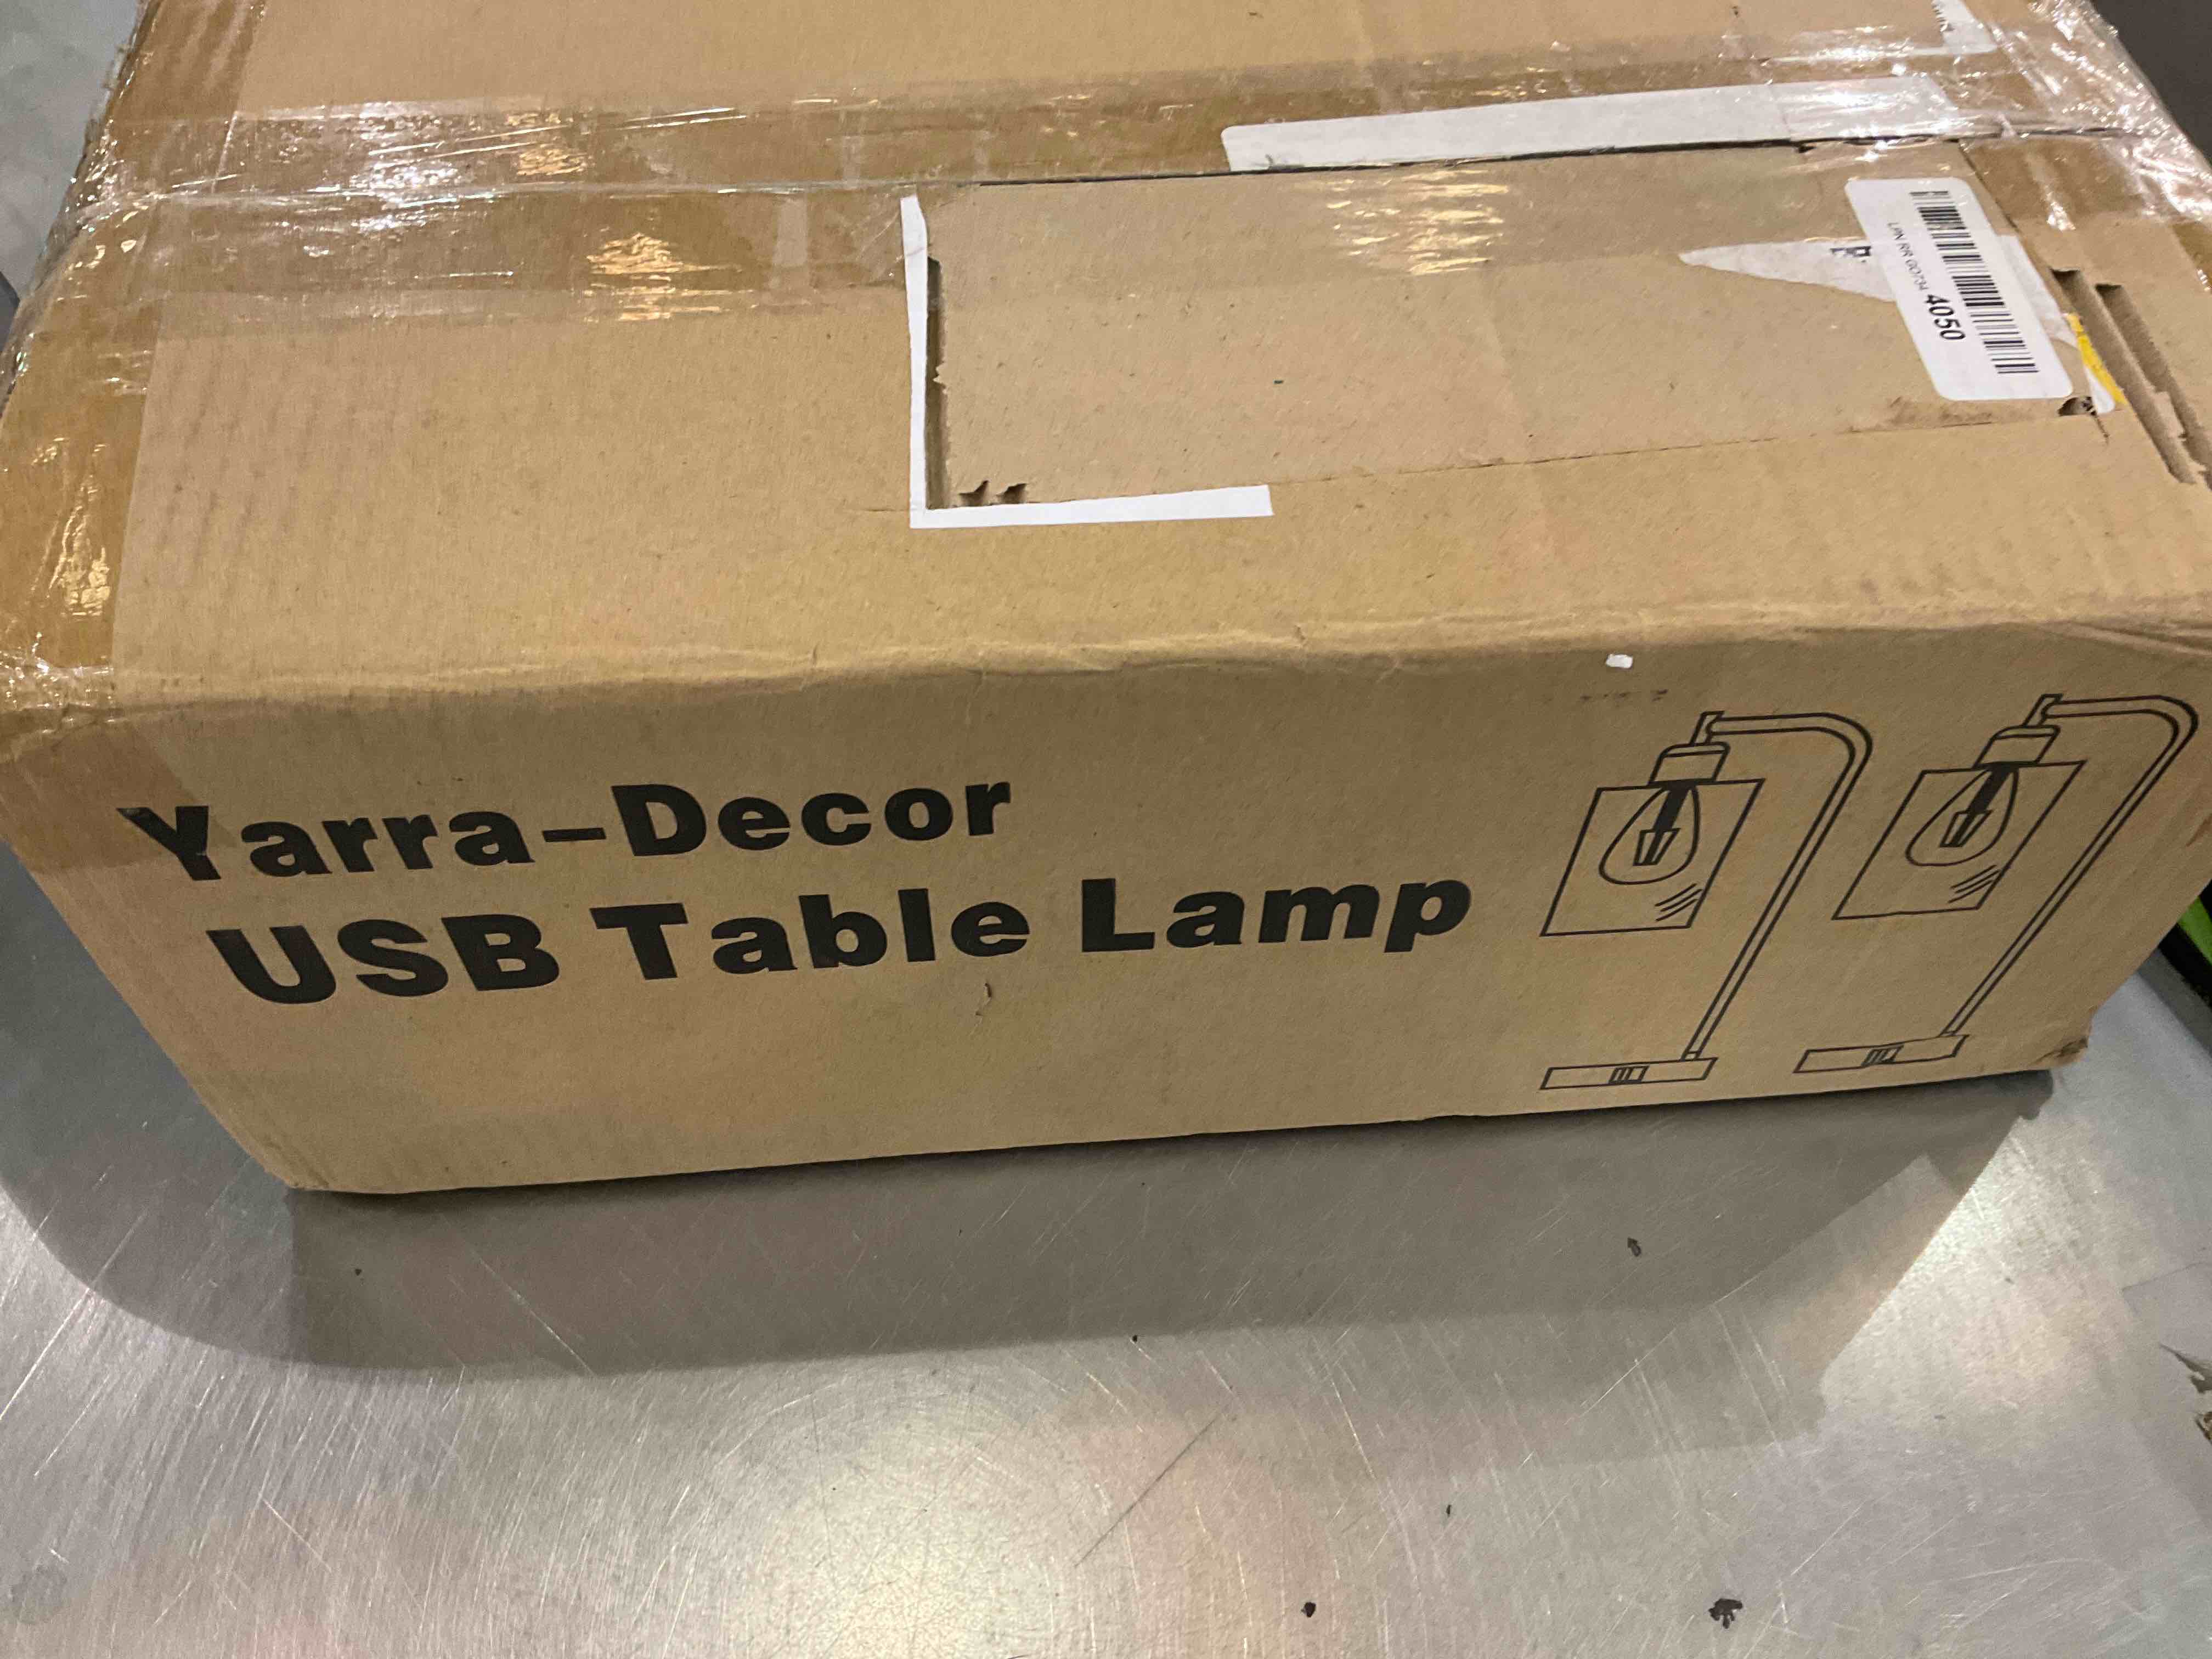 4050
Yarra-Decor
USB Table Lamp